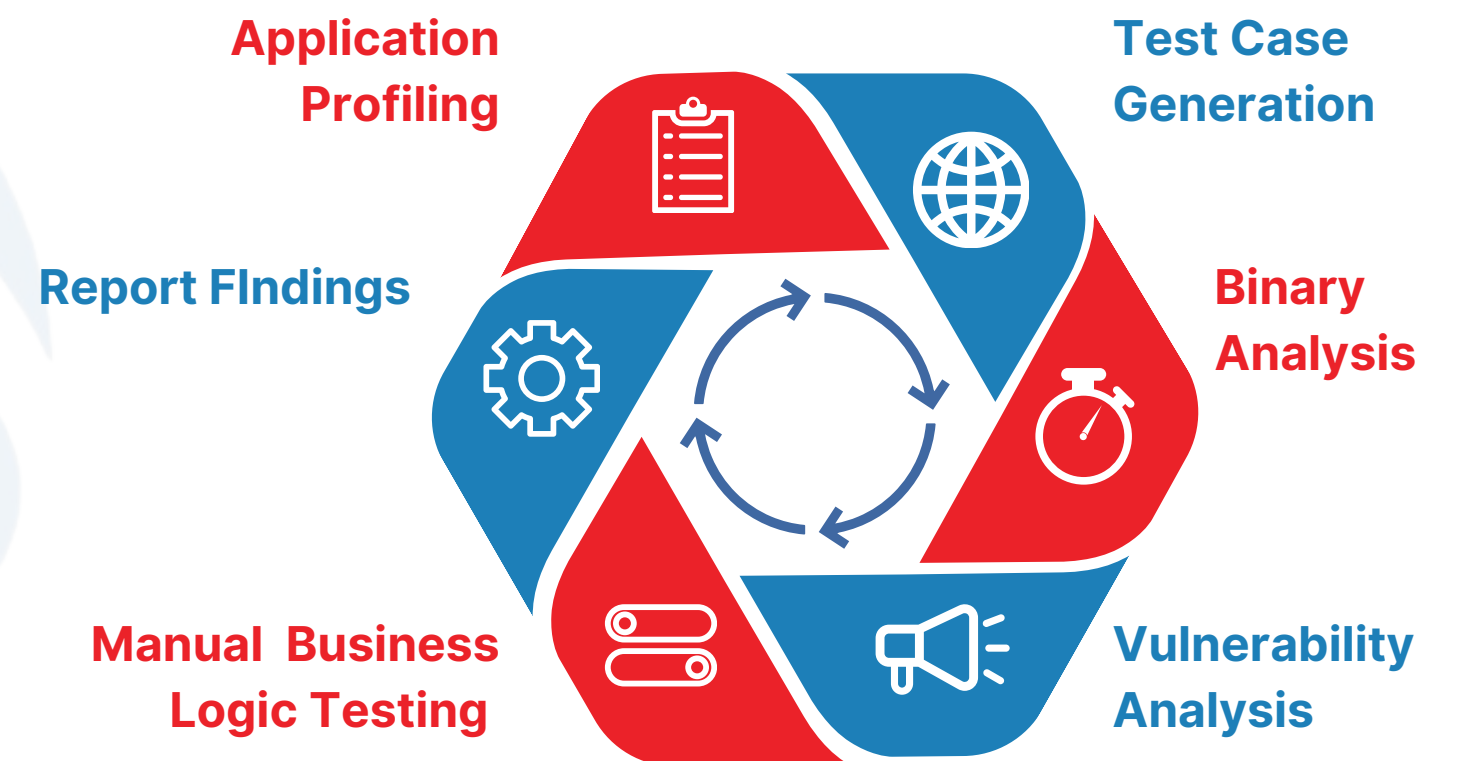 Application
Profiling
Test Case
Generation
Report FIndings
Binary
Analysis
Manual  Business
Logic Testing
Vulnerability
Analysis